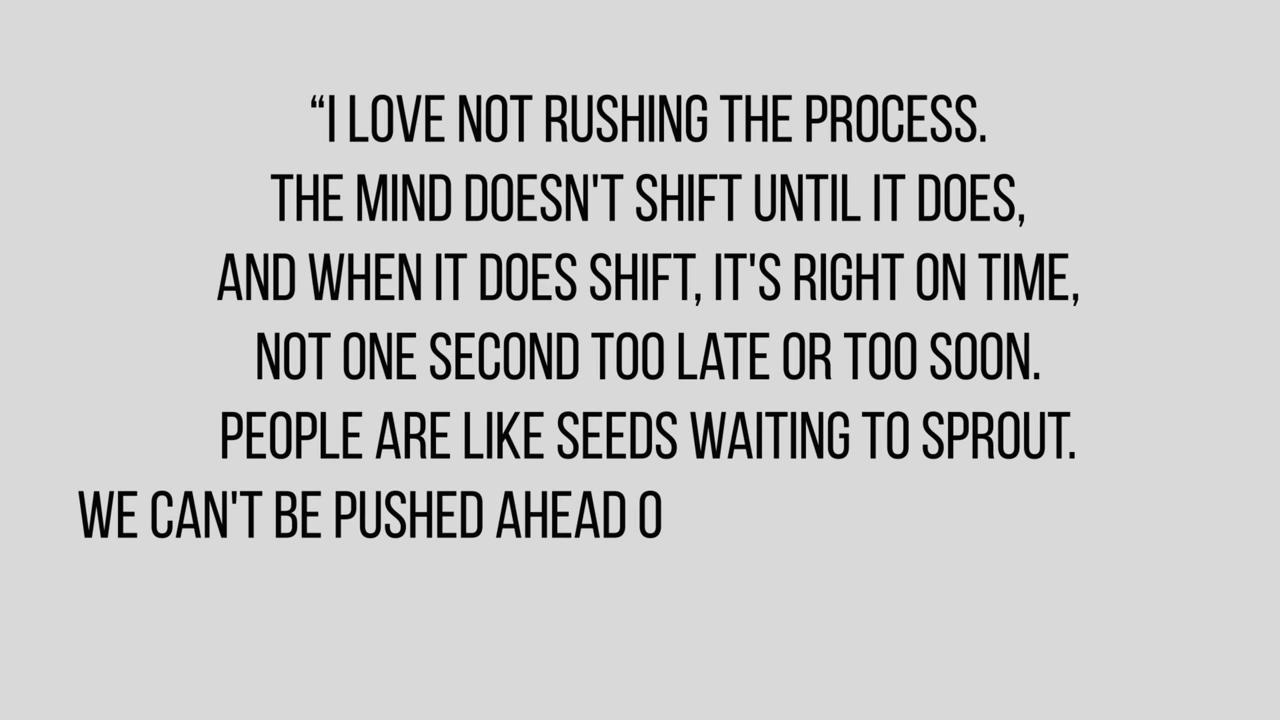 “I LOVE NOT RUSHING THE PROCESS.
THE MIND DOESN'T SHIFT UNTIL IT DOES,
AND WHEN IT DOES SHIFT, IT'S RIGHT ON TIME,
NOT ONE SECOND TOO LATE OR TOO SOON.
PEOPLE ARE LIKE SEEDS WAITING TO SPROUT.
WE CAN'T BE PUSHED AHEAD O